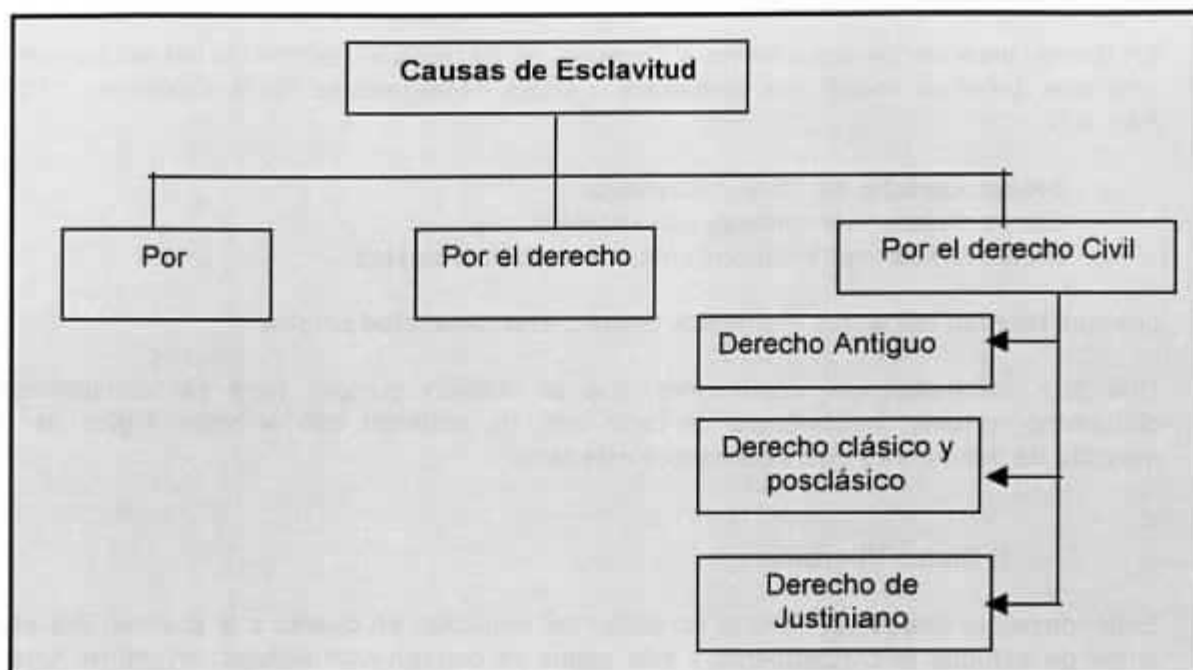 Causas de Esclavitud
Por
Por el derecho
Por el derecho Civil
Derecho Antiguo
Derecho clásico y
posclásico
Derecho de
Justiniano